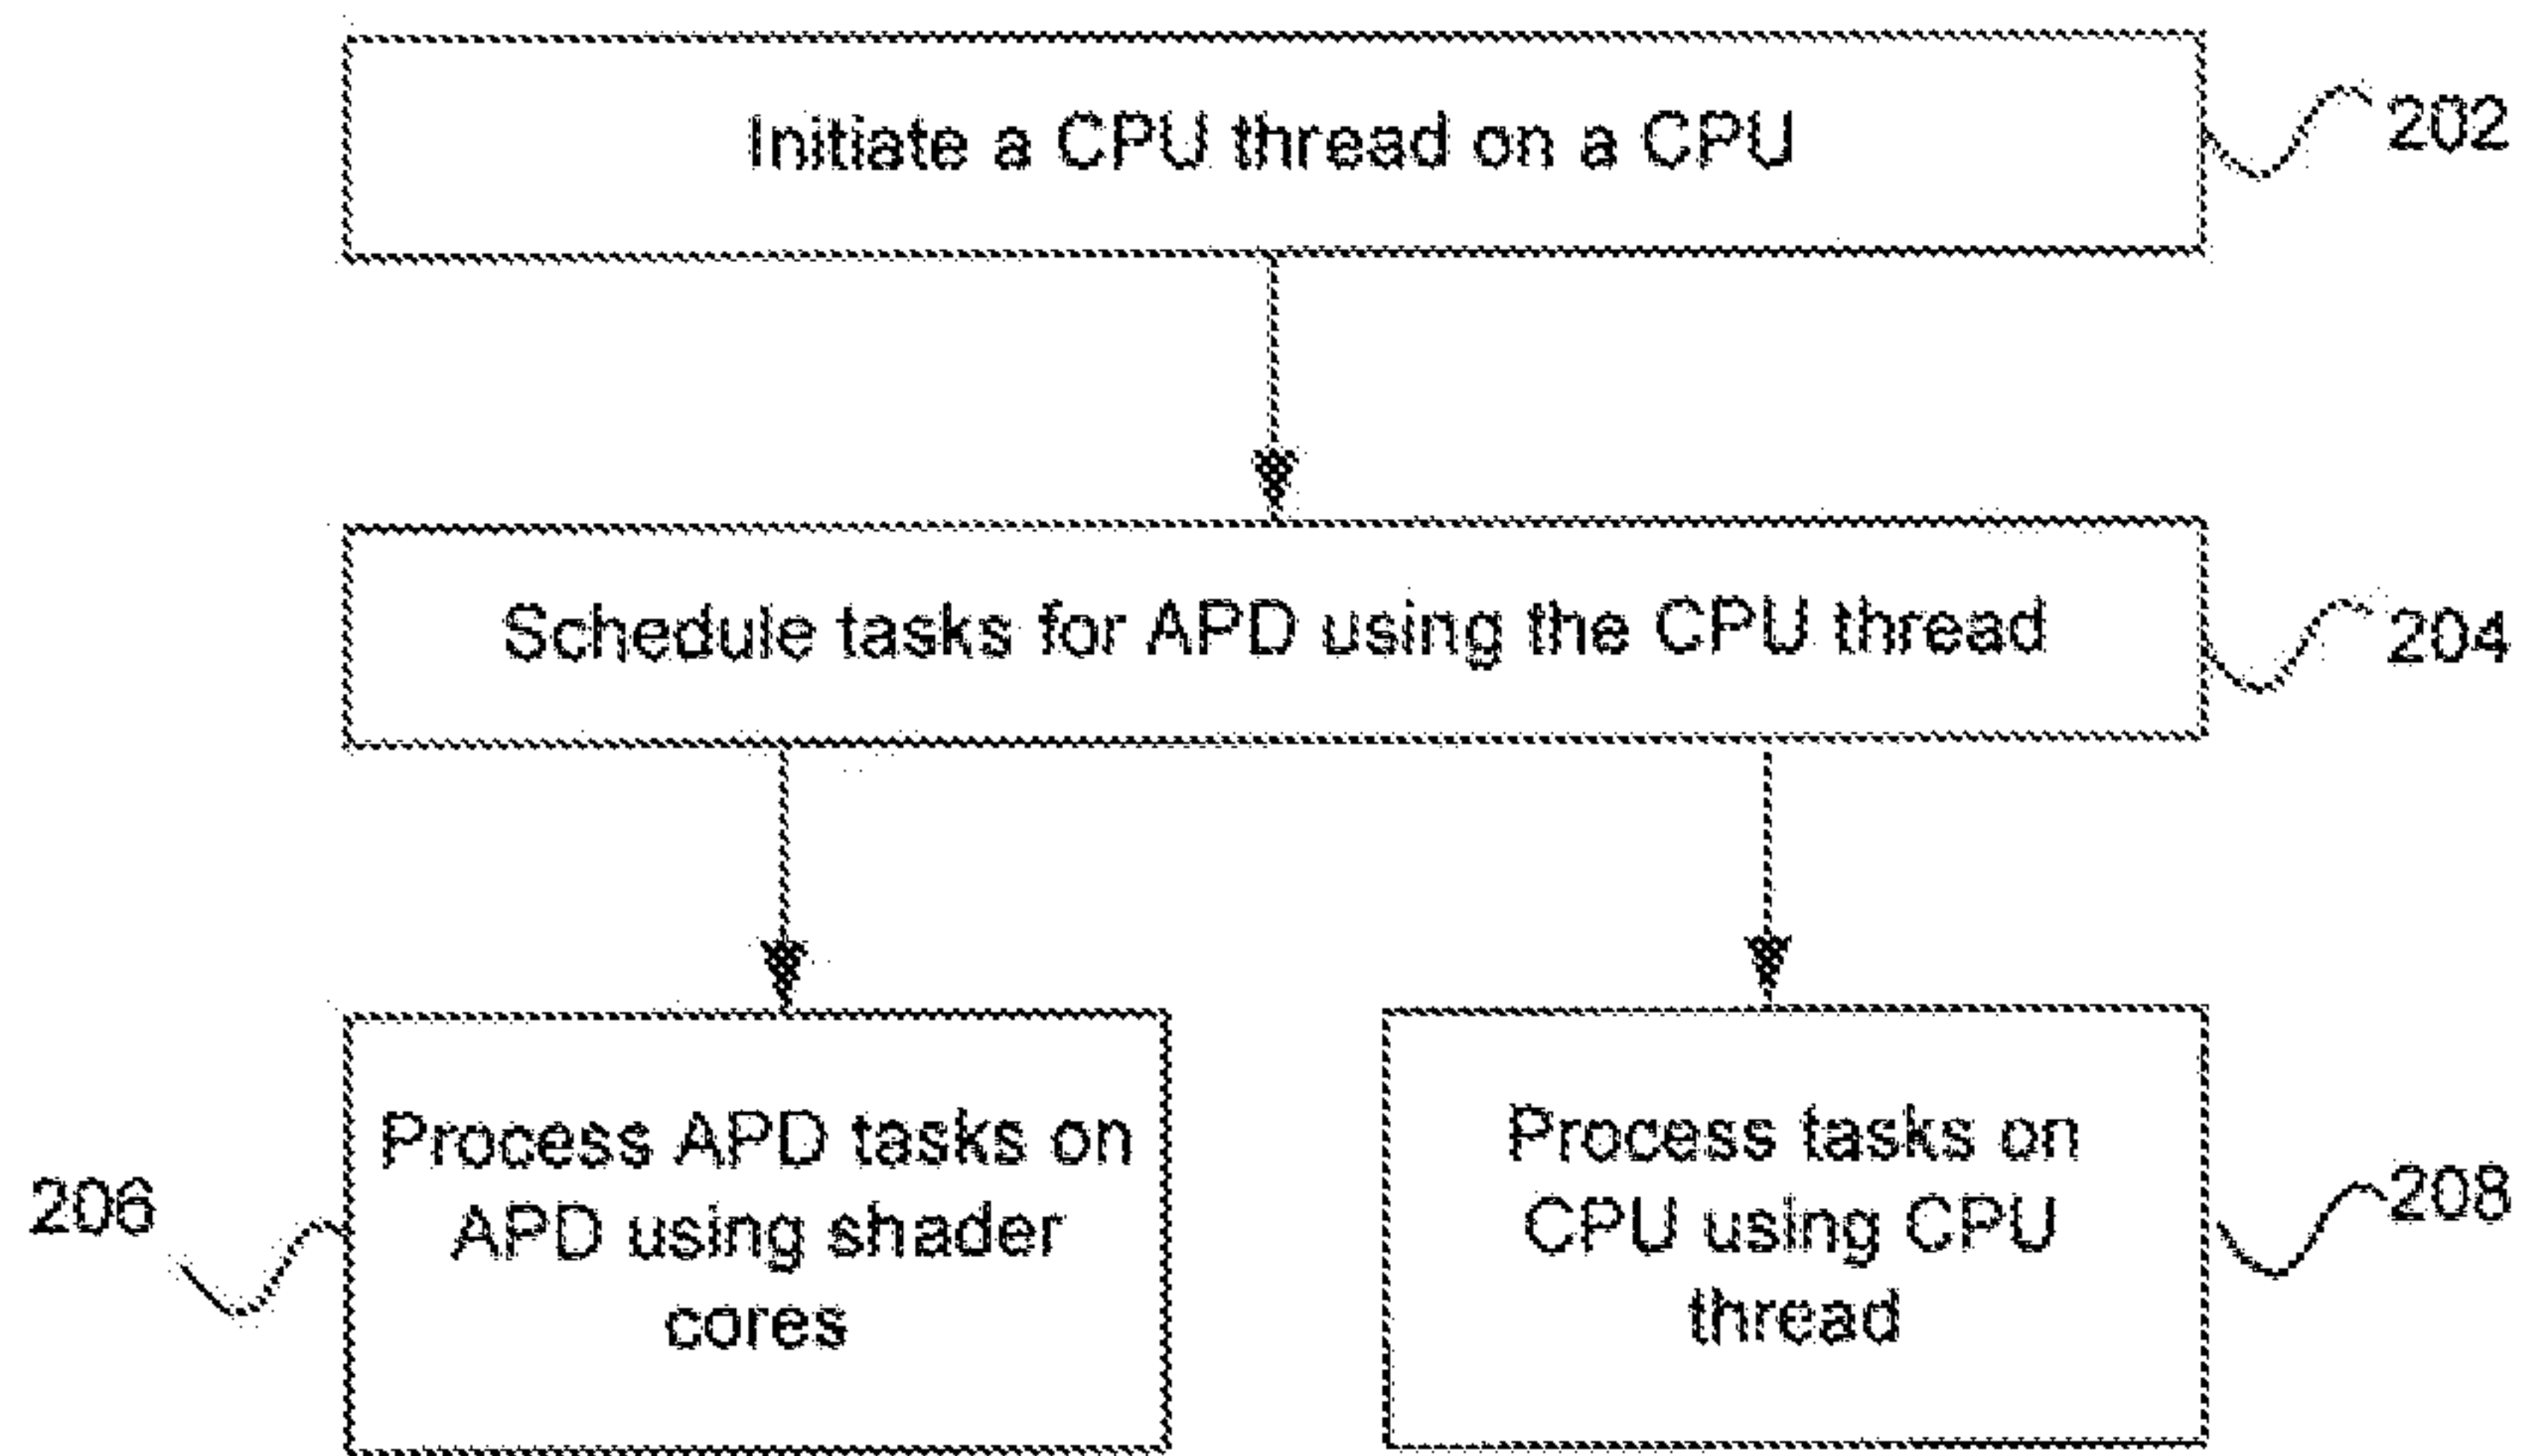 Initiate a CPU thread on a CPU
202
Schedule tasks for APD using the CPU thread
204
206
Process APD tasks on
APD using shader
cores
Process tasks on
CPU using CPU
thread
208